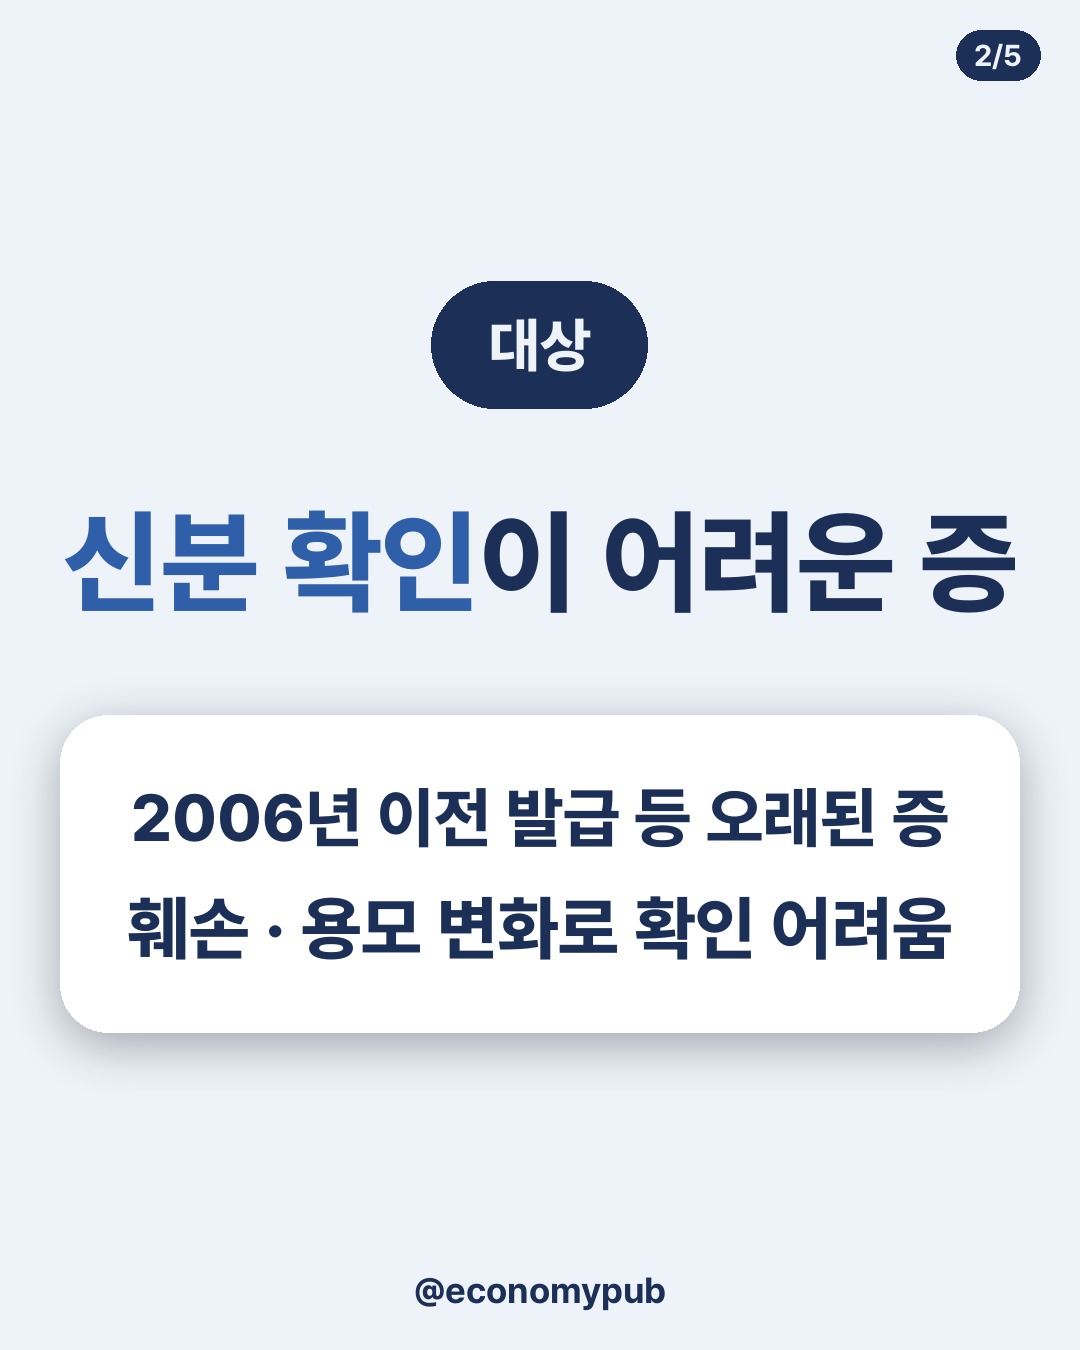 2/5
대상
신분 확인이 어려운 증
2006년 이전 발급 등 오래된 증
훼손 · 용모 변화로 확인 어려움
@economypub